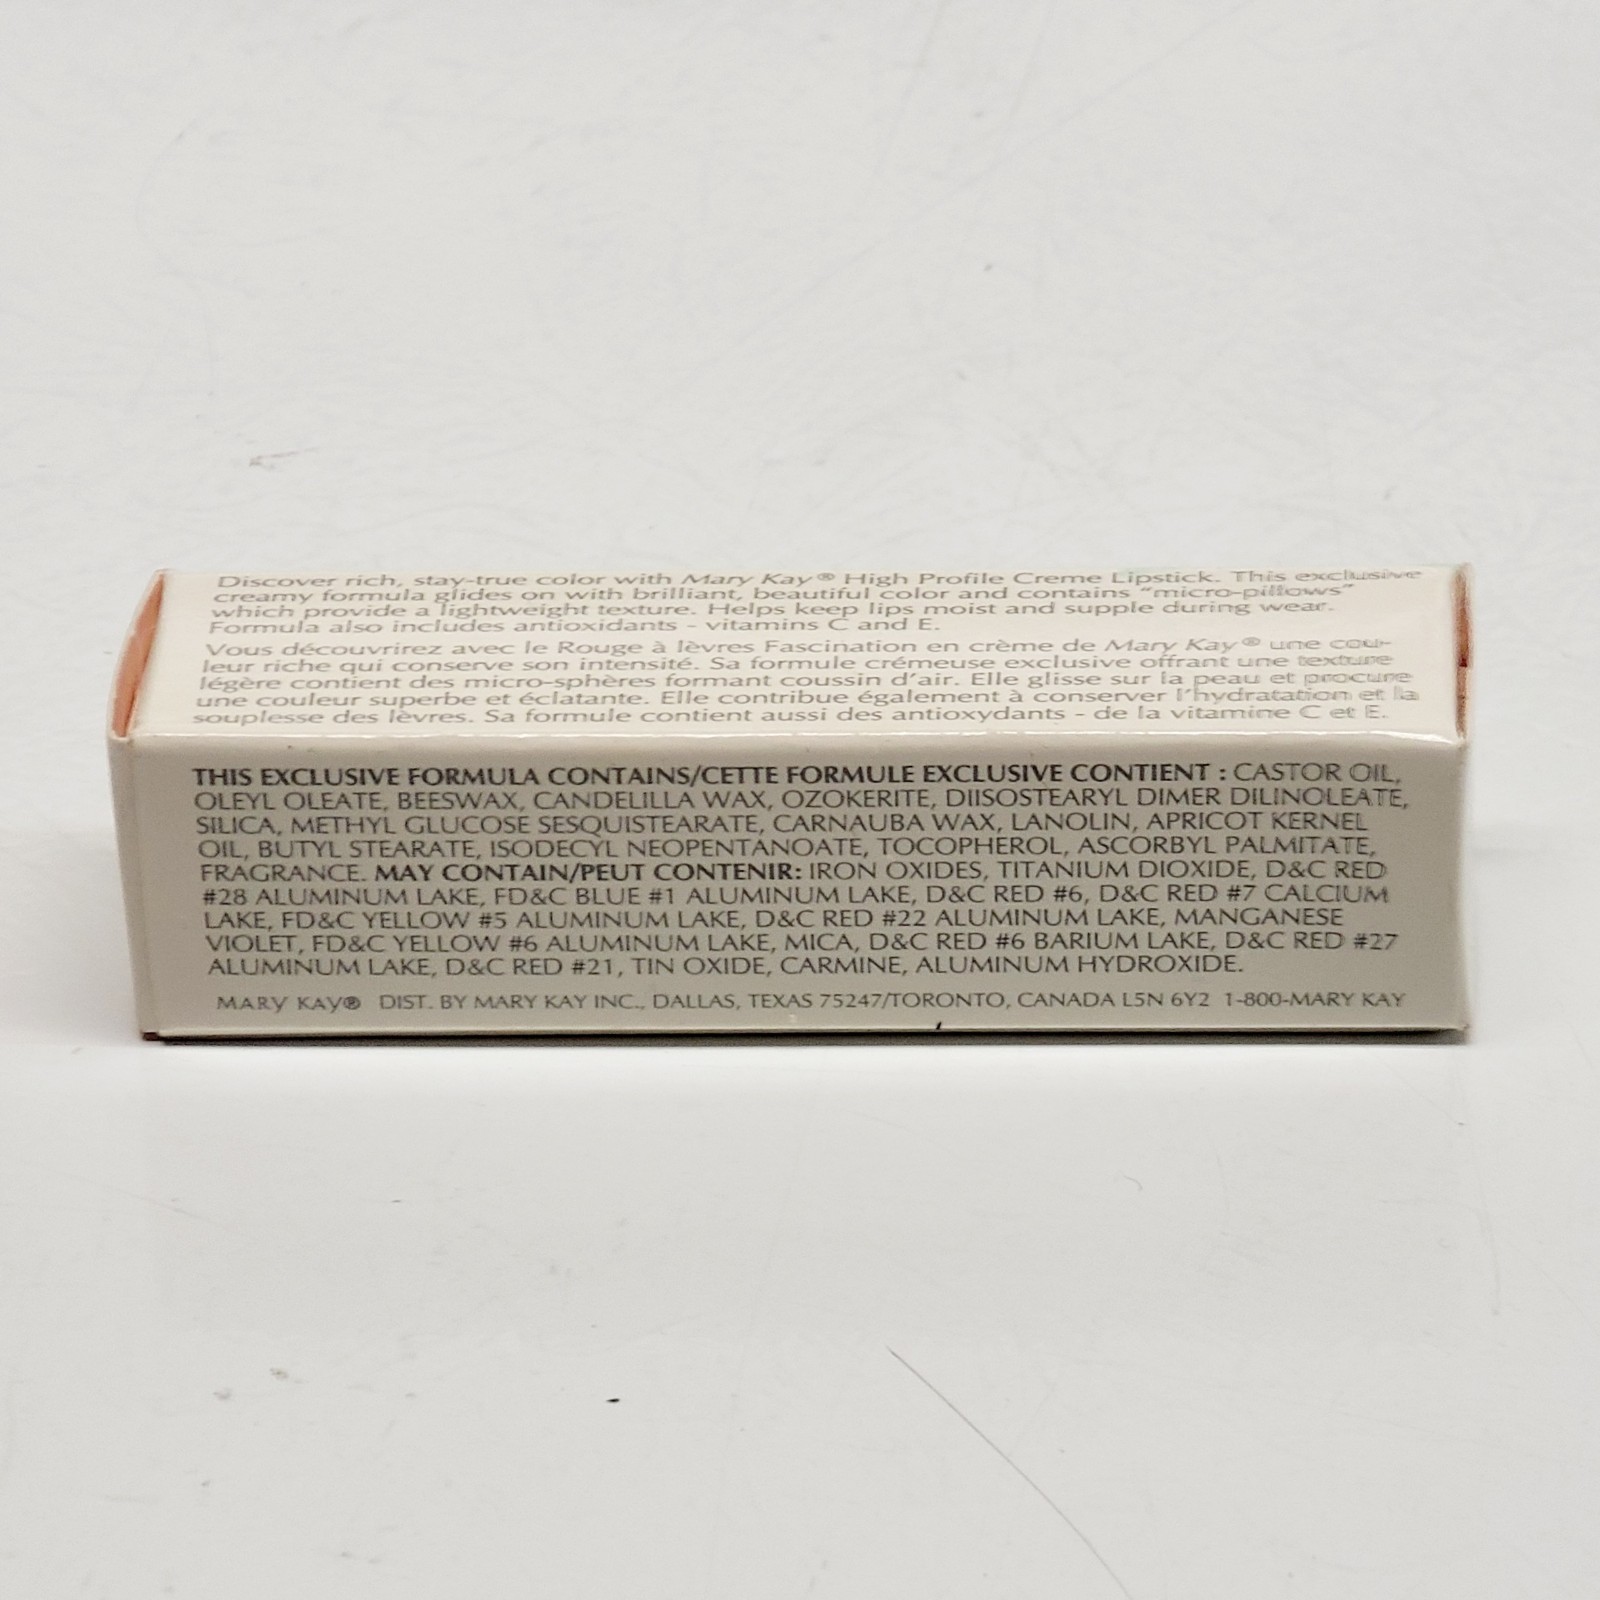 Discover rich, stay-true color with Mary Kay® High Profile Creme Lipstick. This exclusive
creamy formula glides on with brilliant, beautiful color and contains "micro-pillows"
which provide a lightweight texture. Helps keep lips moist and supple during wear.
Formula also includes antioxidants - vitamins C and E.
Vous découvrirez avec le Rouge à lèvres Fascination en crème de Mary Kay® une cou-
leur riche qui conserve son intensité. Sa formule crémeuse exclusive offrant une texture
légère contient des micro-sphères formant coussin d'air. Elle glisse sur la peau et procure
une couleur superbe et éclatante. Elle contribue également à conserver l'hydratation et la
souplesse des lèvres. Sa formule contient aussi des antioxydants - de la vitamine C et E.
THIS EXCLUSIVE FORMULA CONTAINS/CETTE FORMULE EXCLUSIVE CONTIENT : CASTOR OIL,
OLEYL OLEATE, BEESWAX, CANDELILLA WAX, OZOKERITE, DIISOSTEARYL DIMER DILINOLEATE,
SILICA, METHYL GLUCOSE SESQUISTEARATE, CARNAUBA WAX, LANOLIN, APRICOT KERNEL
OIL, BUTYL STEARATE, ISODECYL NEOPENTANOATE, TOCOPHEROL, ASCORBYL PALMITATE,
FRAGRANCE. MAY CONTAIN/PEUT CONTENIR: IRON OXIDES, TITANIUM DIOXIDE, D&C RED
#28 ALUMINUM LAKE, FD&C BLUE #1 ALUMINUM LAKE, D&C RED #6, D&C RED #7 CALCIUM
LAKE, FD&C YELLOW #5 ALUMINUM LAKE, D&C RED #22 ALUMINUM LAKE, MANGANESE
VIOLET, FD&C YELLOW #6 ALUMINUM LAKE, MICA, D&C RED #6 BARIUM LAKE, D&C RED #27
ALUMINUM LAKE, D&C RED #21, TIN OXIDE, CARMINE, ALUMINUM HYDROXIDE.
MARY KAY® DIST. BY MARY KAY INC., DALLAS, TEXAS 75247/TORONTO, CANADA L5N 6Y2 1-800-MARY KAY